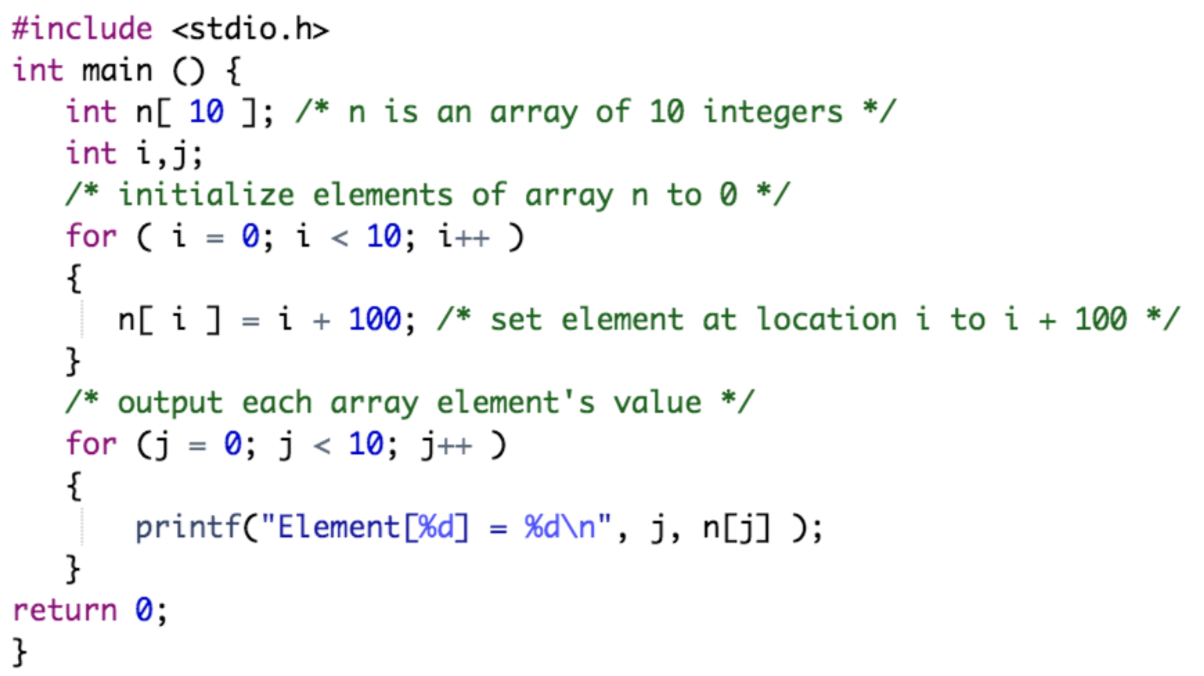 #include <stdio.h>
int main () {
int n[ 10 ]; /* n is an array of 10 integers */
int i,j;
/* initialize elements of array n to 0 */
for ( i = 0; i < 10; i++ )
{
n[ i ] = i + 100; /* set element at location i to i + 100 */
}
/* output each array element's value */
for (j = 0; j < 10; j++ )
{
printf("Element[%d] = %d\n", j, n[j] );
}
return 0;
}